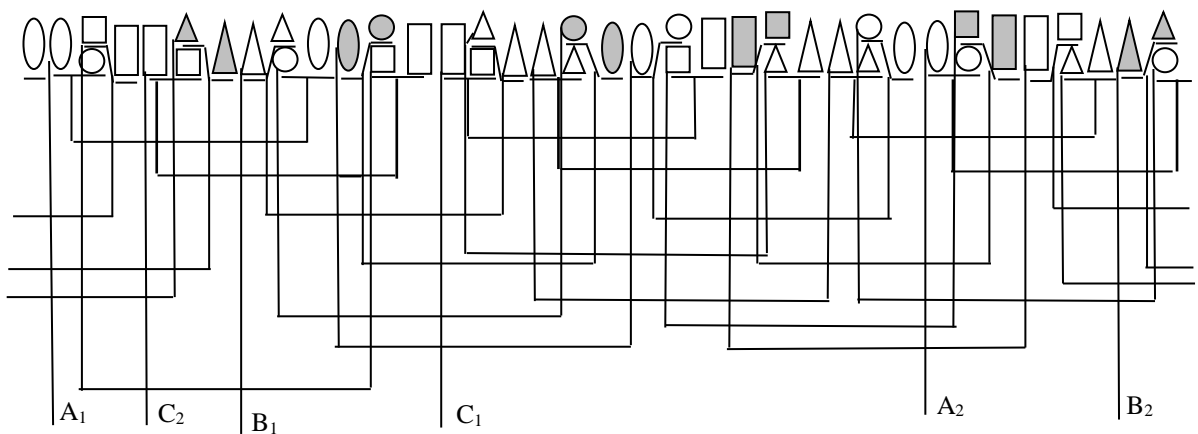 A₁ C₂ B₁ C₁ A₂ B₂